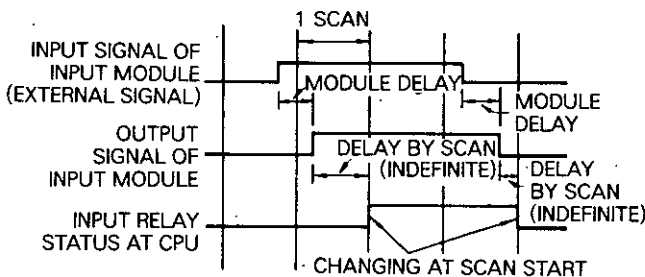 1 SCAN
INPUT SIGNAL OF
INPUT MODULE
(EXTERNAL SIGNAL)
MODULE DELAY
MODULE
DELAY
OUTPUT
SIGNAL OF
INPUT MODULE
DELAY BY SCAN
(INDEFINITE)
DELAY
BY SCAN
(INDEFINITE)
INPUT RELAY
STATUS AT CPU
CHANGING AT SCAN START